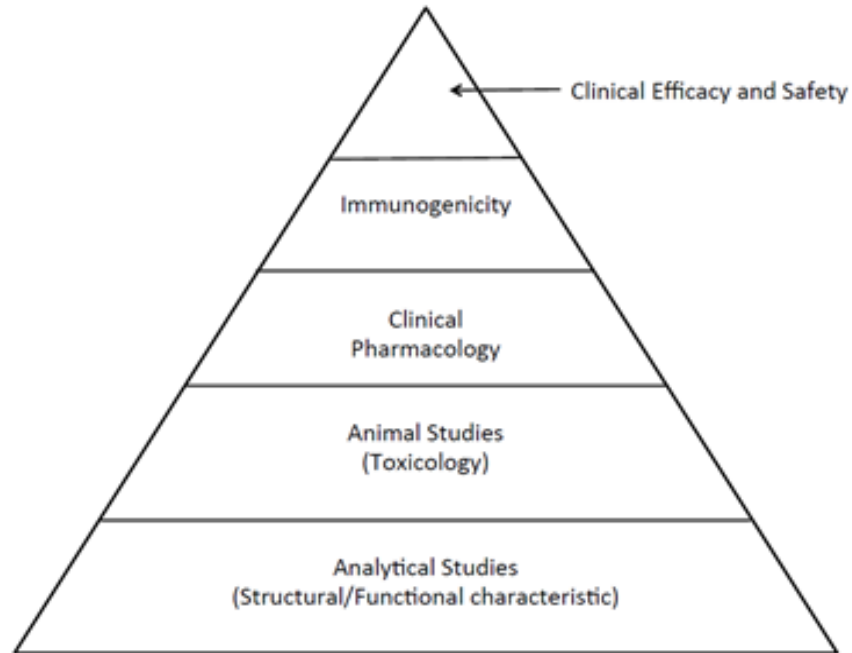 Clinical Efficacy and Safety
Immunogenicity
Clinical
Pharmacology
Animal Studies
(Toxicology)
Analytical Studies
(Structural/Functional characteristic)